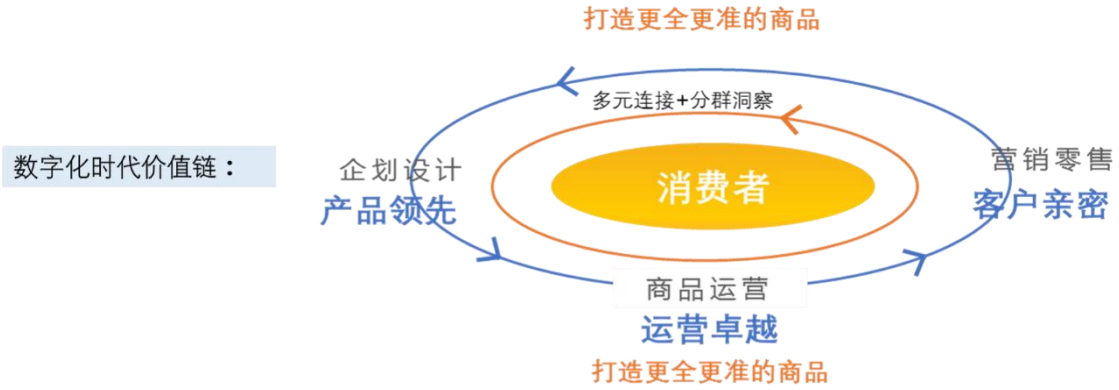 打造更全更准的商品
多元连接+分群洞察
数字化时代价值链：
企划设计
产品领先
消费者
营销零售
客户亲密
商品运营
运营卓越
打造更全更准的商品